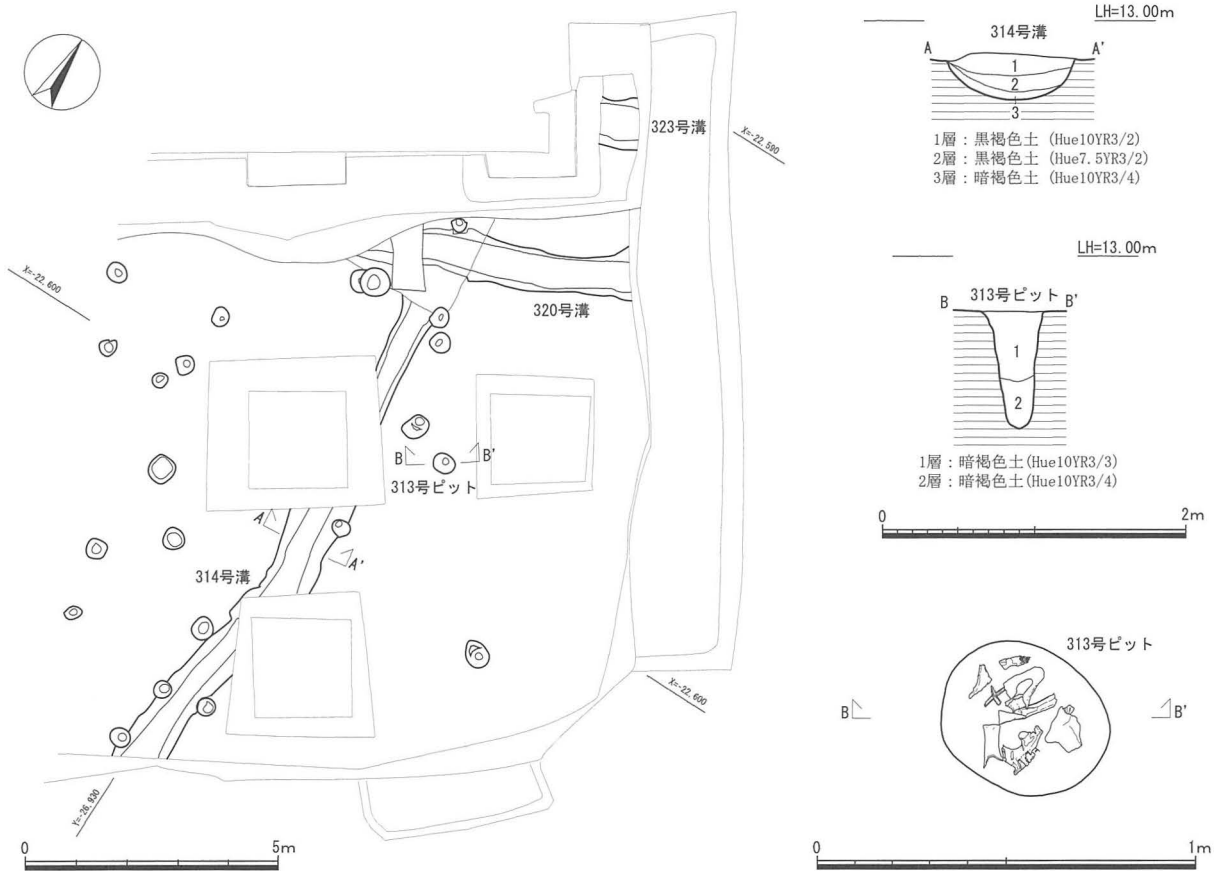 323号溝
X=-22,590
X=-22,600
320号溝
B
B'
313号ピット
A
A'
314号溝
X=-22,600
Y=-26,930
0
5m
LH=13.00m
314号溝
A
A'
1
2
3
1層：黒褐色土 (Hue10YR3/2)
2層：黒褐色土 (Hue7.5YR3/2)
3層：暗褐色土 (Hue10YR3/4)
LH=13.00m
313号ピット
B
B'
1
2
1層：暗褐色土(Hue10YR3/3)
2層：暗褐色土(Hue10YR3/4)
0
2m
313号ピット
B
B'
0
1m